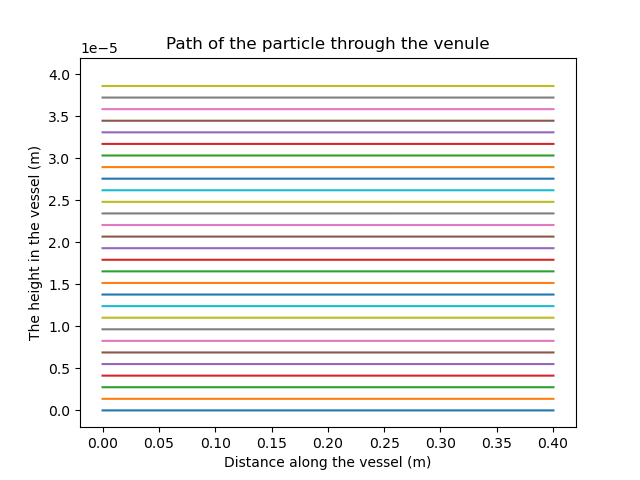 Path of the particle through the venule
1e−5
4.0
3.5
3.0
2.5
2.0
1.5
1.0
0.5
0.0
The height in the vessel (m)
0.00 0.05 0.10 0.15 0.20 0.25 0.30 0.35 0.40
Distance along the vessel (m)